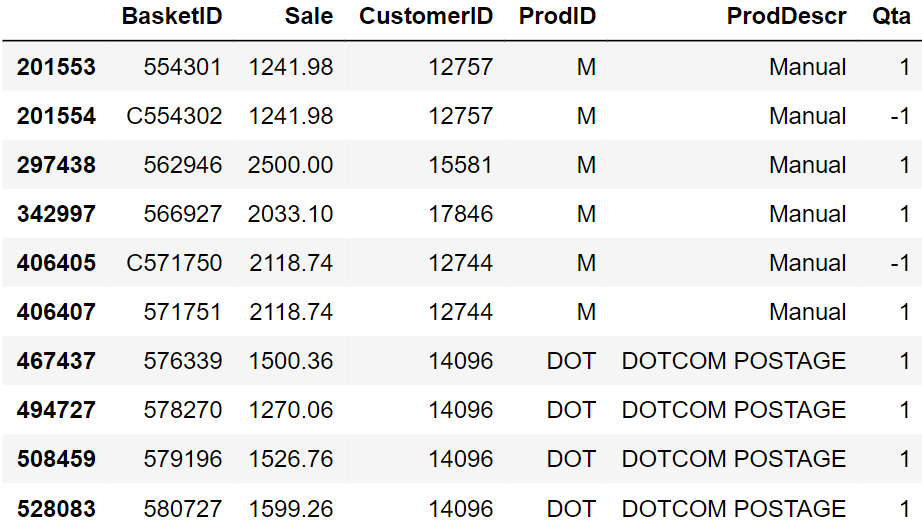 BasketID Sale CustomerID ProdID ProdDescr Qta
201553 554301 1241.98 12757 M Manual 1
201554 C554302 1241.98 12757 M Manual -1
297438 562946 2500.00 15581 M Manual 1
342997 566927 2033.10 17846 M Manual 1
406405 C571750 2118.74 12744 M Manual -1
406407 571751 2118.74 12744 M Manual 1
467437 576339 1500.36 14096 DOT DOTCOM POSTAGE 1
494727 578270 1270.06 14096 DOT DOTCOM POSTAGE 1
508459 579196 1526.76 14096 DOT DOTCOM POSTAGE 1
528083 580727 1599.26 14096 DOT DOTCOM POSTAGE 1